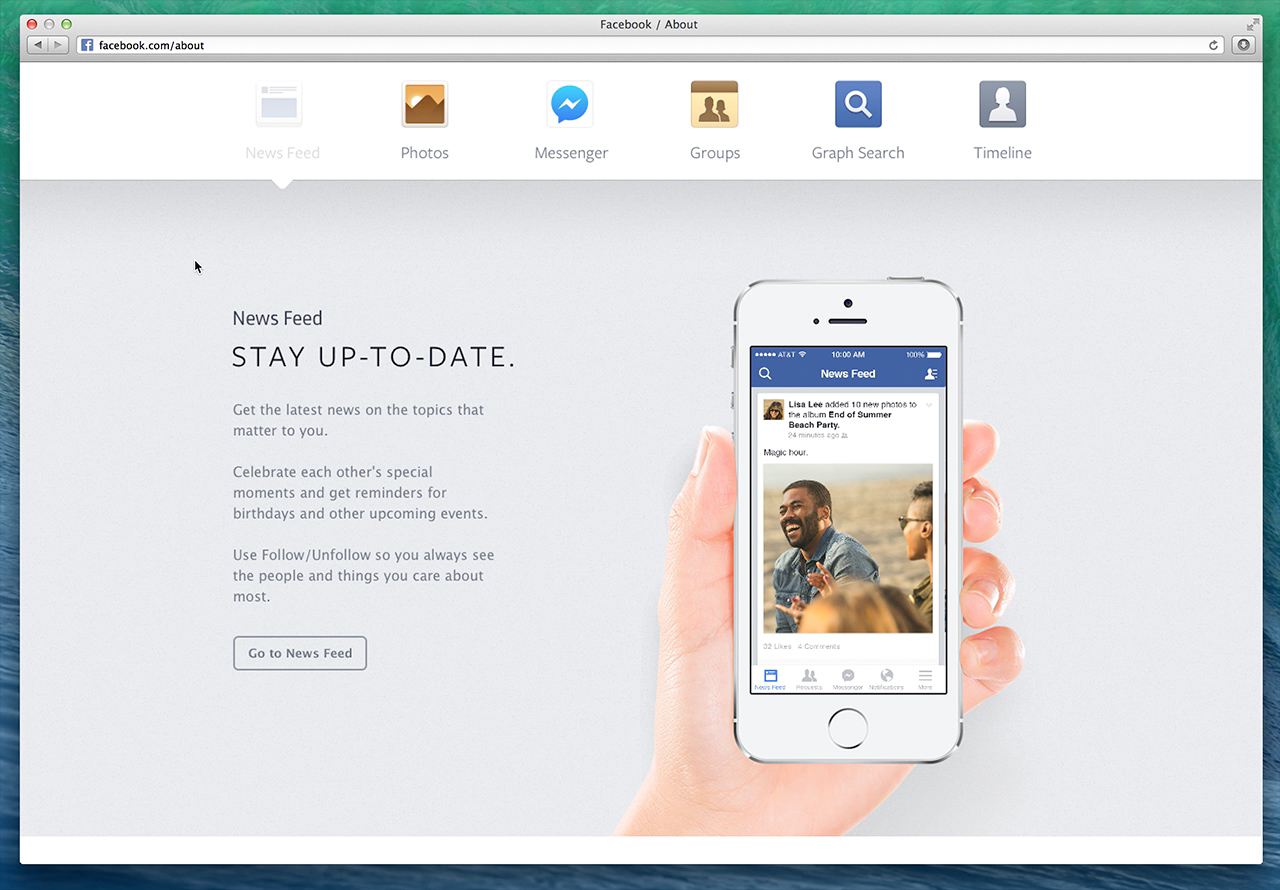 Facebook / About
facebook.com/about
News Feed
Photos
Messenger
Groups
Graph Search
Timeline
News Feed
STAY UP-TO-DATE.
Get the latest news on the topics that
matter to you.
Celebrate each other's special
moments and get reminders for
birthdays and other upcoming events.
Use Follow/Unfollow so you always see
the people and things you care about
most.
Go to News Feed
AT&T 10:00 AM 100%
News Feed
Lisa Lee added 10 new photos to
the album End of Summer
Beach Party.
24 minutes ago
Magic hour.
32 Likes 4 Comments
News Feed Requests Messenger Notifications More